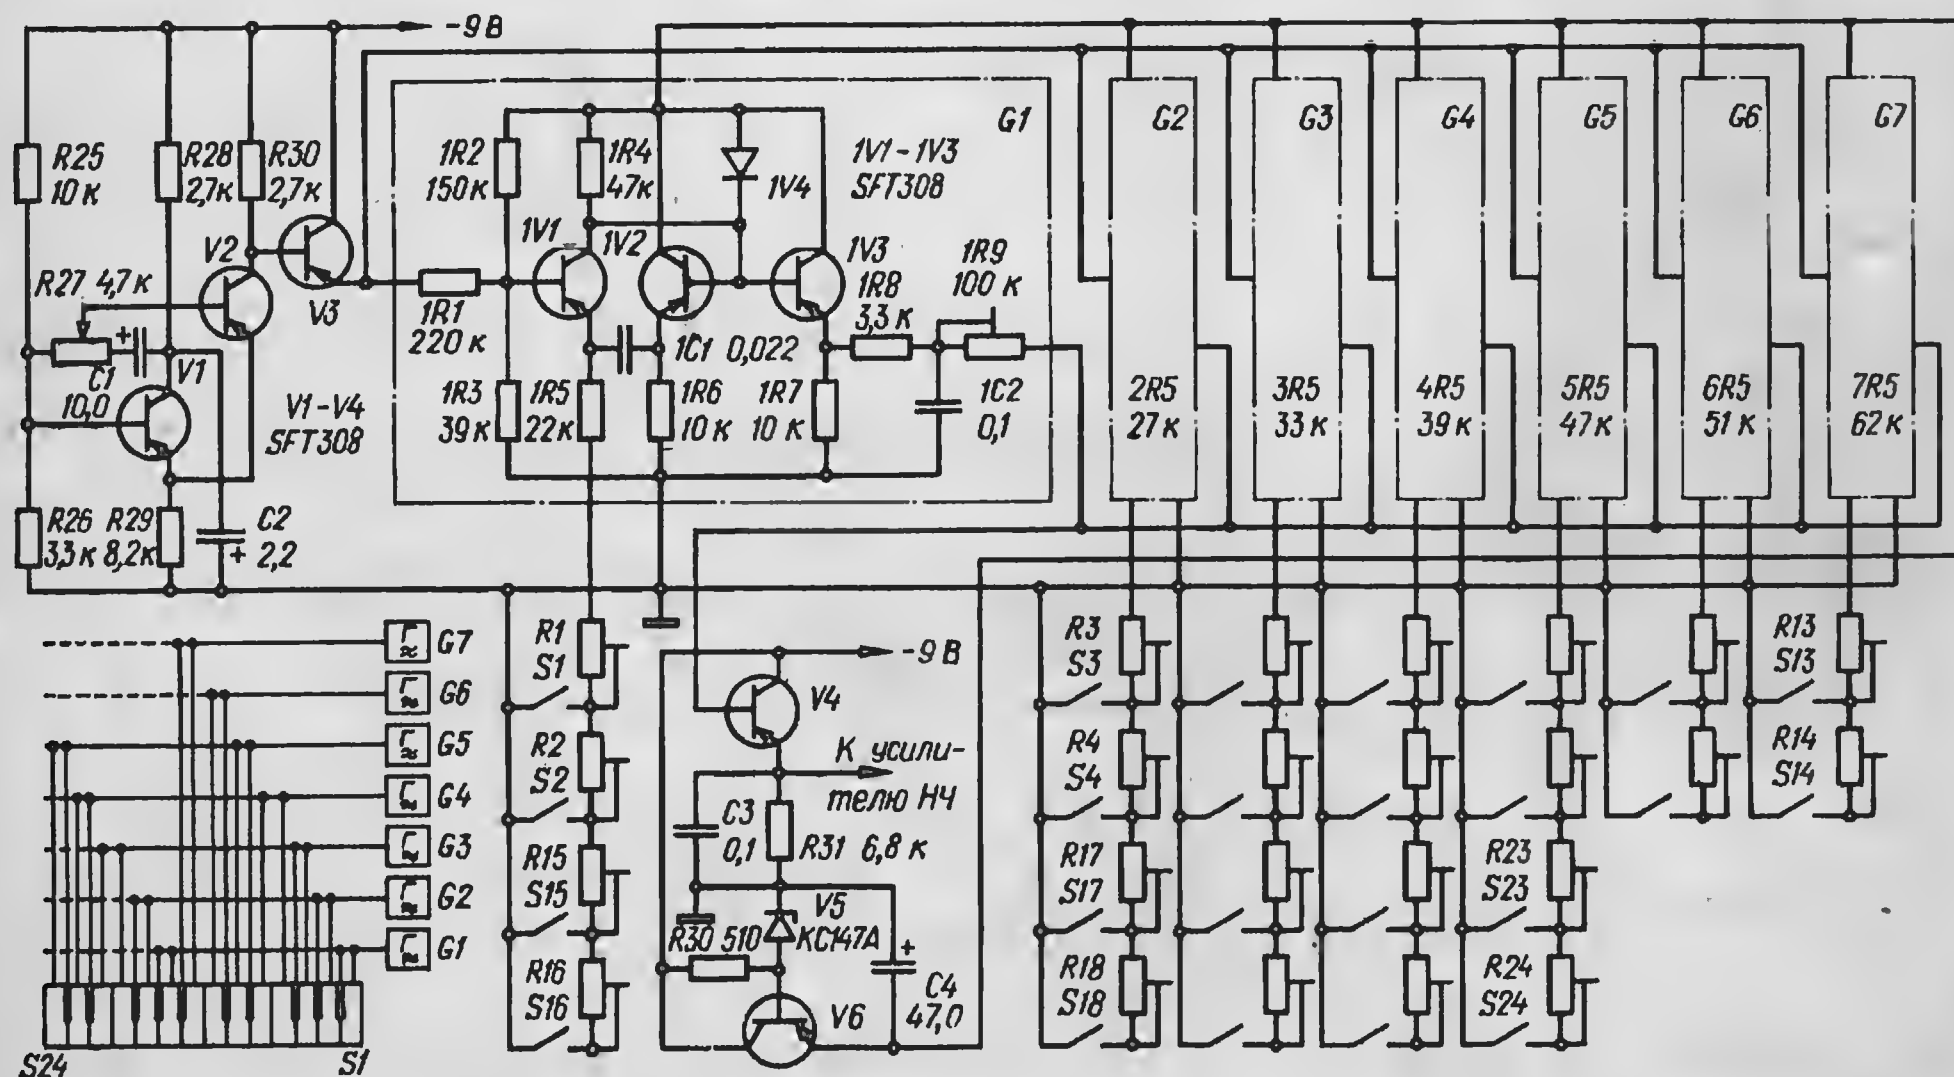 -9 В
R25
10 к
R28
2,7к
R30
2,7к
V2
V3
R27 4,7 к
+
C1
10,0
V1
V1-V4
SFT308
R26
3,3 к
R29
8,2к
C2
+ 2,2
G1
1R2
150 к
1R4
47к
1V4
1V1-1V3
SFT308
1V1
1V2
1V3
1R1
220 к
1R8
3,3 к
1R9
100 к
1C1 0,022
1R3
39 к
1R5
22 к
1R6
10 к
1R7
10 к
1C2
0,1
G2
2R5
27 к
G3
3R5
33 к
G4
4R5
39 к
G5
5R5
47 к
G6
6R5
51 к
G7
7R5
62 к
G7
G6
G5
G4
G3
G2
G1
S24
S1
R1
S1
R2
S2
R15
S15
R16
S16
-9 В
V4
К усили-
телю НЧ
C3
0,1
R31 6,8 к
V5
КС147А
R30 510
+
C4
47,0
V6
R3
S3
R4
S4
R17
S17
R18
S18
R13
S13
R14
S14
R23
S23
R24
S24